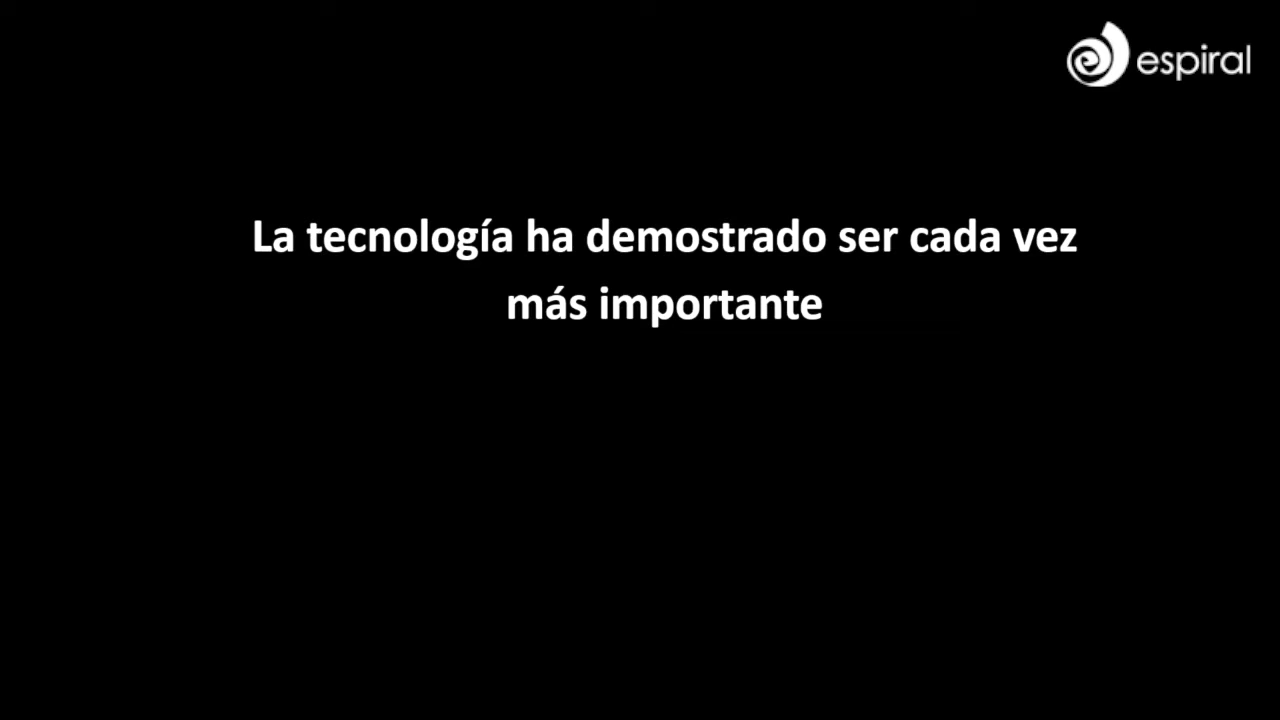 espiral
La tecnología ha demostrado ser cada vez
más importante